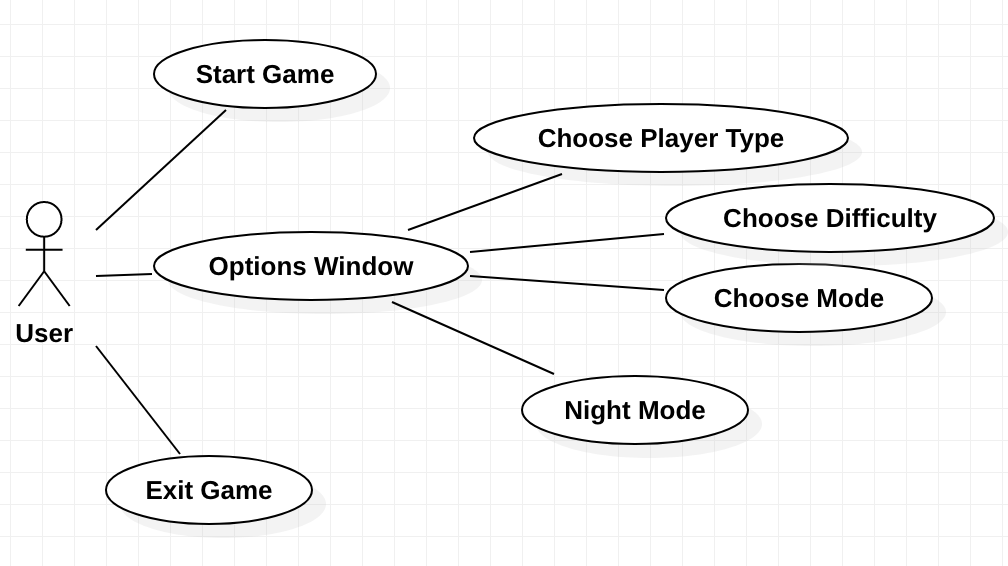 Start Game
Choose Player Type
Choose Difficulty
Options Window
Choose Mode
User
Night Mode
Exit Game